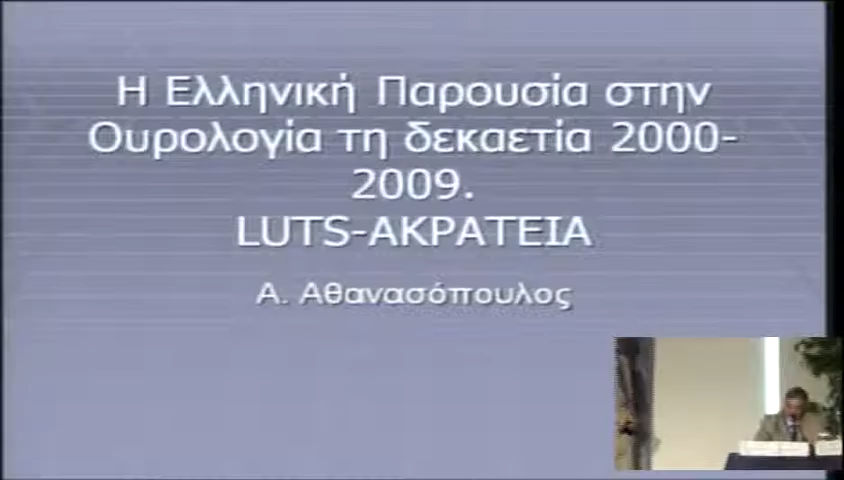 Η Ελληνική Παρουσία στην
Ουρολογία τη δεκαετία 2000-
2009.
LUTS-ΑΚΡΑΤΕΙΑ
Α. Αθανασόπουλος